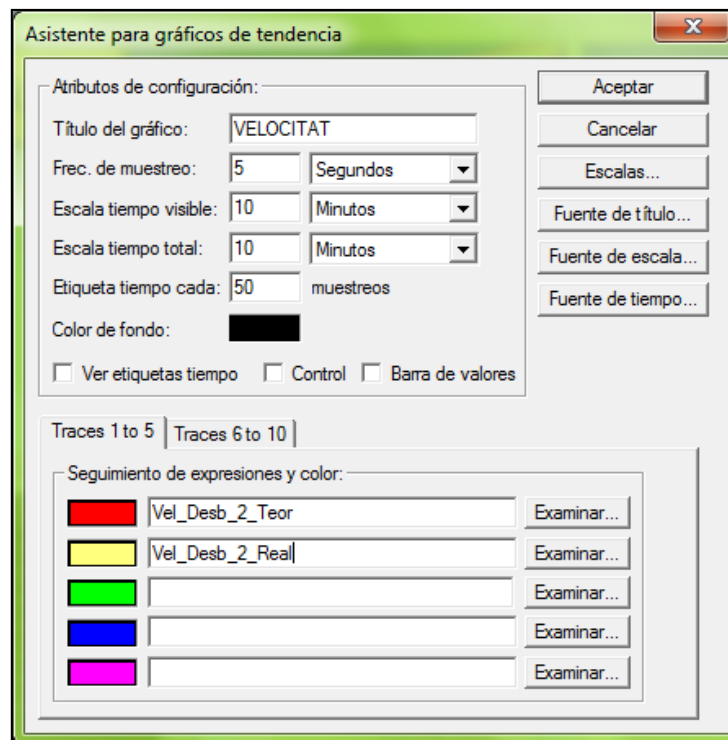 Asistente para gráficos de tendencia
Atributos de configuración:
Título del gráfico: VELOCITAT
Frec. de muestreo: 5 Segundos
Escala tiempo visible: 10 Minutos
Escala tiempo total: 10 Minutos
Etiqueta tiempo cada: 50 muestreos
Color de fondo:
Ver etiquetas tiempo Control Barra de valores
Aceptar
Cancelar
Escalas...
Fuente de título...
Fuente de escala...
Fuente de tiempo...
Traces 1 to 5 Traces 6 to 10
Seguimiento de expresiones y color:
Vel_Desb_2_Teor Examinar...
Vel_Desb_2_Real Examinar...
Examinar...
Examinar...
Examinar...